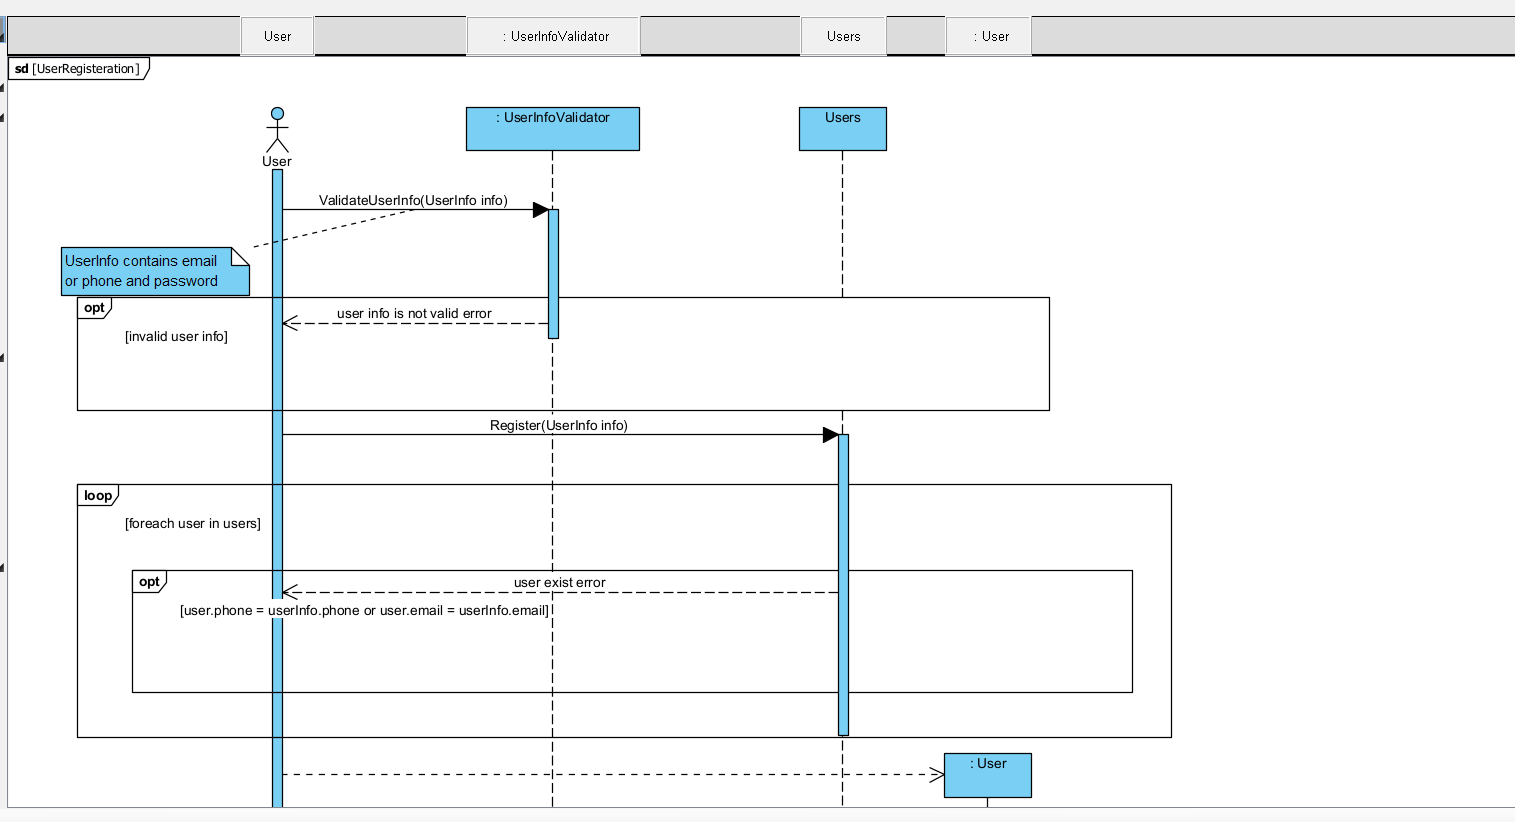 User
: UserInfoValidator
Users
: User
sd [UserRegisteration]
: UserInfoValidator
Users
User
ValidateUserInfo(UserInfo info)
UserInfo contains email
or phone and password
opt
user info is not valid error
[invalid user info]
Register(UserInfo info)
loop
[foreach user in users]
opt
user exist error
[user.phone = userInfo.phone or user.email = userInfo.email]
: User